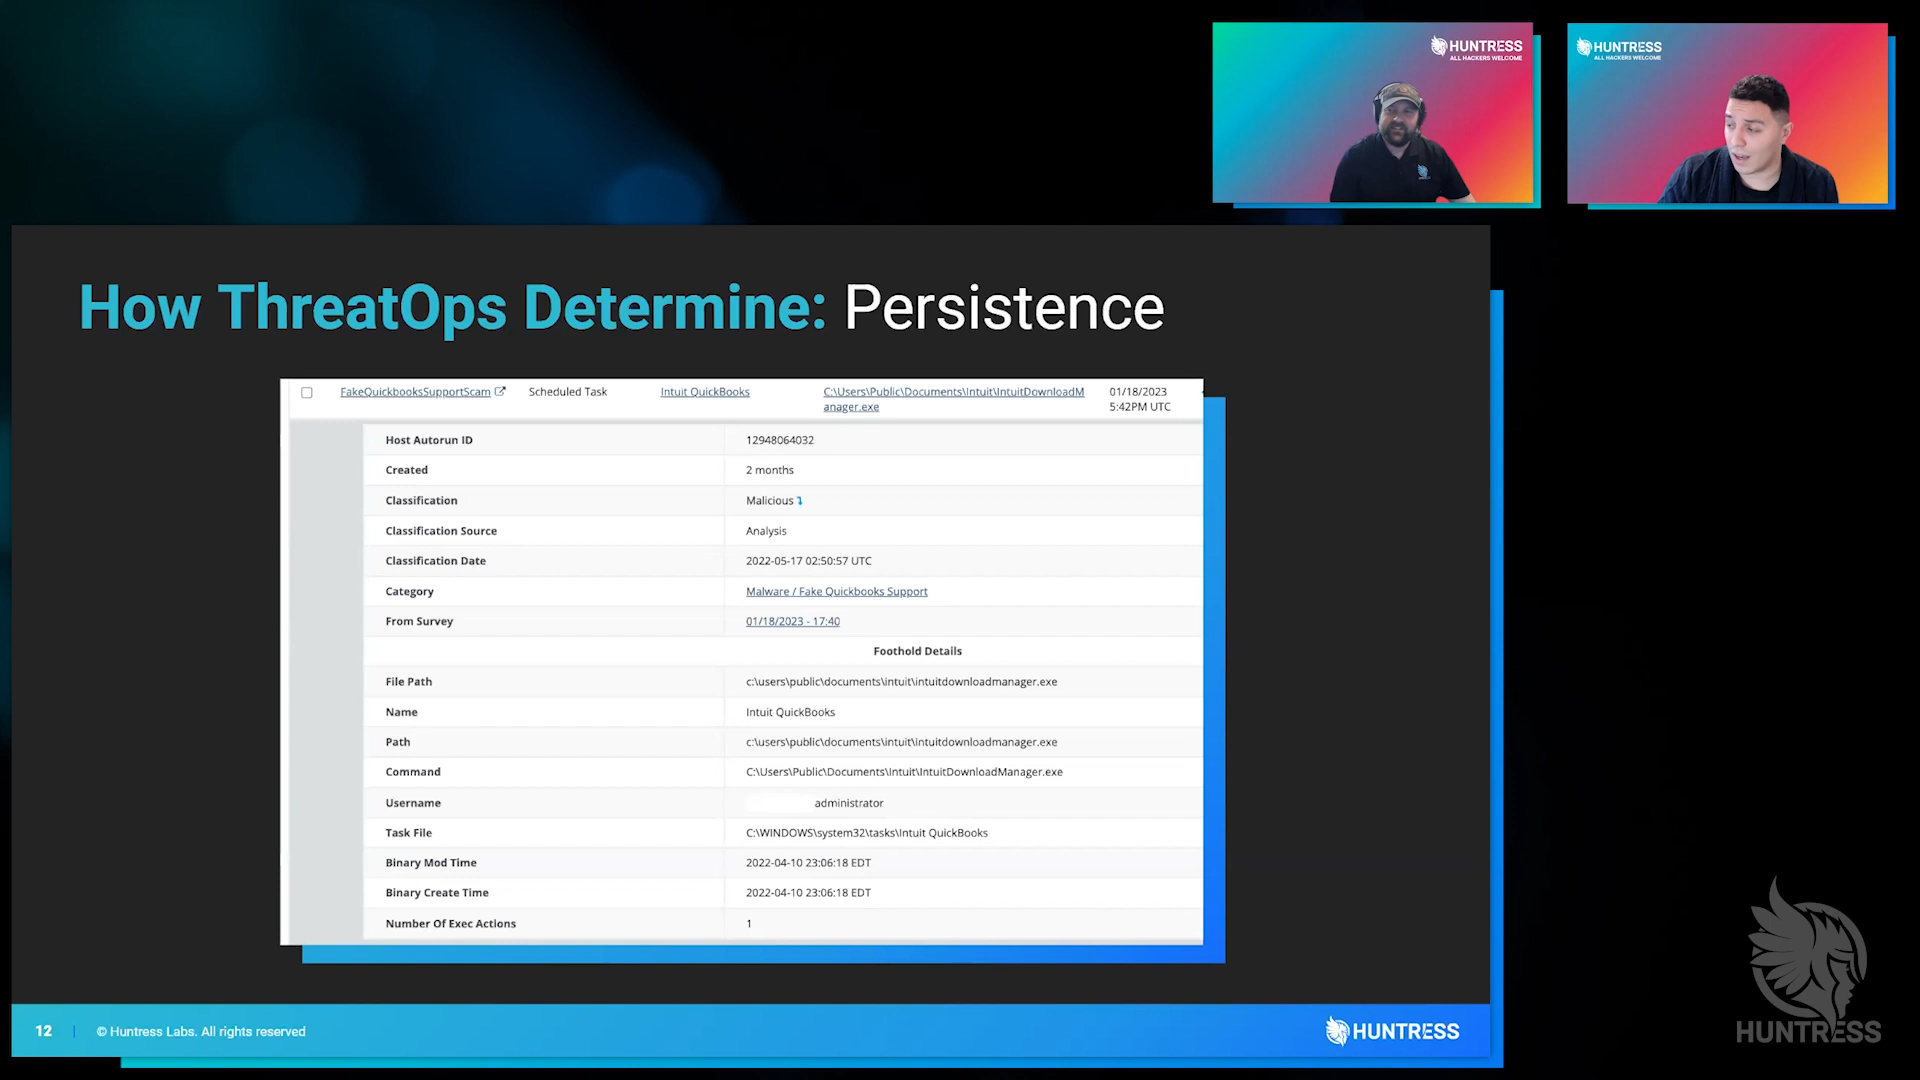 HUNTRESS
ALL HACKERS WELCOME
HUNTRESS
ALL HACKERS WELCOME
How ThreatOps Determine: Persistence
FakeQuickbooksSupportScam Scheduled Task Intuit QuickBooks C:\Users\Public\Documents\Intuit\IntuitDownloadM 01/18/2023
anager.exe 5:42PM UTC
Host Autorun ID 12948064032
Created 2 months
Classification Malicious
Classification Source Analysis
Classification Date 2022-05-17 02:50:57 UTC
Category Malware / Fake Quickbooks Support
From Survey 01/18/2023 - 17:40
Foothold Details
File Path c:\users\public\documents\intuit\intuitdownloadmanager.exe
Name Intuit QuickBooks
Path c:\users\public\documents\intuit\intuitdownloadmanager.exe
Command C:\Users\Public\Documents\Intuit\IntuitDownloadManager.exe
Username administrator
Task File C:\WINDOWS\system32\tasks\Intuit QuickBooks
Binary Mod Time 2022-04-10 23:06:18 EDT
Binary Create Time 2022-04-10 23:06:18 EDT
Number Of Exec Actions 1
12 | © Huntress Labs. All rights reserved
HUNTRESS
HUNTRESS